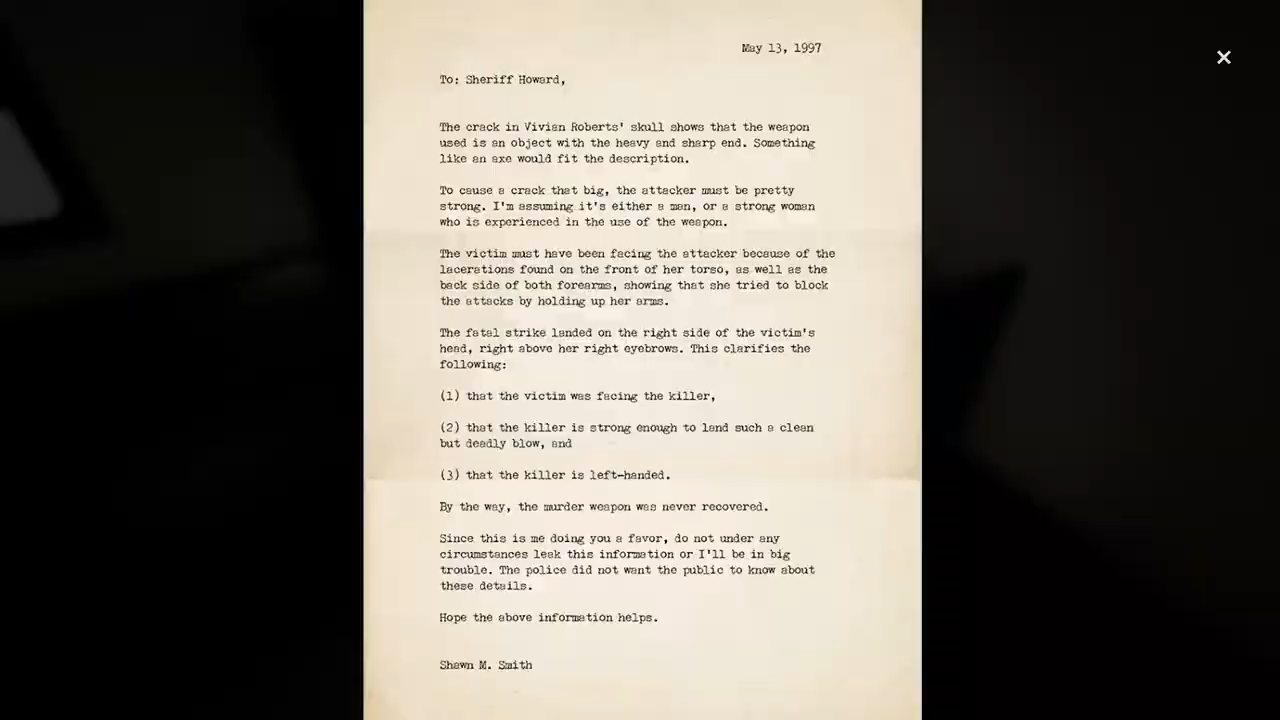 May 13, 1997
To: Sheriff Howard,
The crack in Vivian Roberts' skull shows that the weapon
used is an object with the heavy and sharp end. Something
like an axe would fit the description.
To cause a crack that big, the attacker must be pretty
strong. I'm assuming it's either a man, or a strong woman
who is experienced in the use of the weapon.
The victim must have been facing the attacker because of the
lacerations found on the front of her torso, as well as the
back side of both forearms, showing that she tried to block
the attacks by holding up her arms.
The fatal strike landed on the right side of the victim's
head, right above her right eyebrows. This clarifies the
following:
(1) that the victim was facing the killer,
(2) that the killer is strong enough to land such a clean
but deadly blow, and
(3) that the killer is left-handed.
By the way, the murder weapon was never recovered.
Since this is me doing you a favor, do not under any
circumstances leak this information or I'll be in big
trouble. The police did not want the public to know about
these details.
Hope the above information helps.
Shawn M. Smith